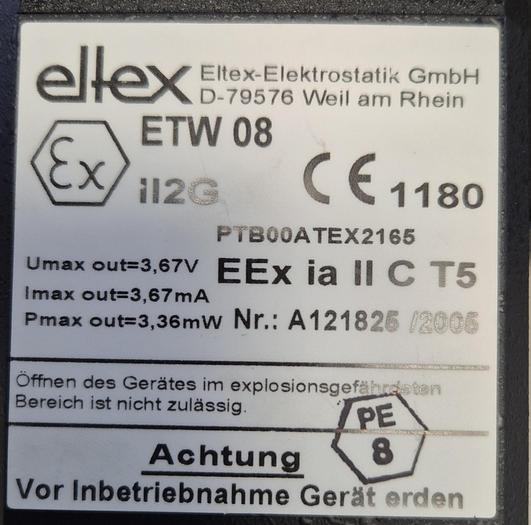 eltex Eltex-Elektrostatik GmbH
D-79576 Weil am Rhein
ETW 08
Ex iI2G CE 1180
PTB00ATEX2165
Umax out=3,67V EEx ia II C T5
Imax out=3,67mA
Pmax out=3,36mW Nr.: A121825 /2005
Öffnen des Gerätes im explosionsgefährdeten
Bereich ist nicht zulässig.
PE
8
Achtung
Vor Inbetriebnahme Gerät erden